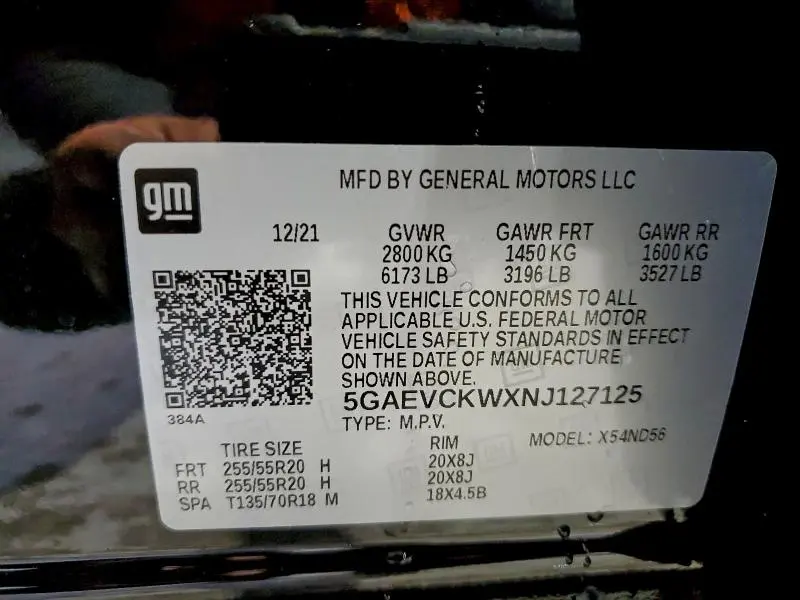 gm
MFD BY GENERAL MOTORS LLC
12/21 GVWR GAWR FRT GAWR RR
2800 KG 1450 KG 1600 KG
6173 LB 3196 LB 3527 LB
THIS VEHICLE CONFORMS TO ALL
APPLICABLE U.S. FEDERAL MOTOR
VEHICLE SAFETY STANDARDS IN EFFECT
ON THE DATE OF MANUFACTURE
SHOWN ABOVE.
5GAEVCKWXNJ127125
384A
TYPE: M.P.V.
TIRE SIZE RIM MODEL: X54ND56
FRT 255/55R20 H 20X8J
RR 255/55R20 H 20X8J
SPA T135/70R18 M 18X4.5B